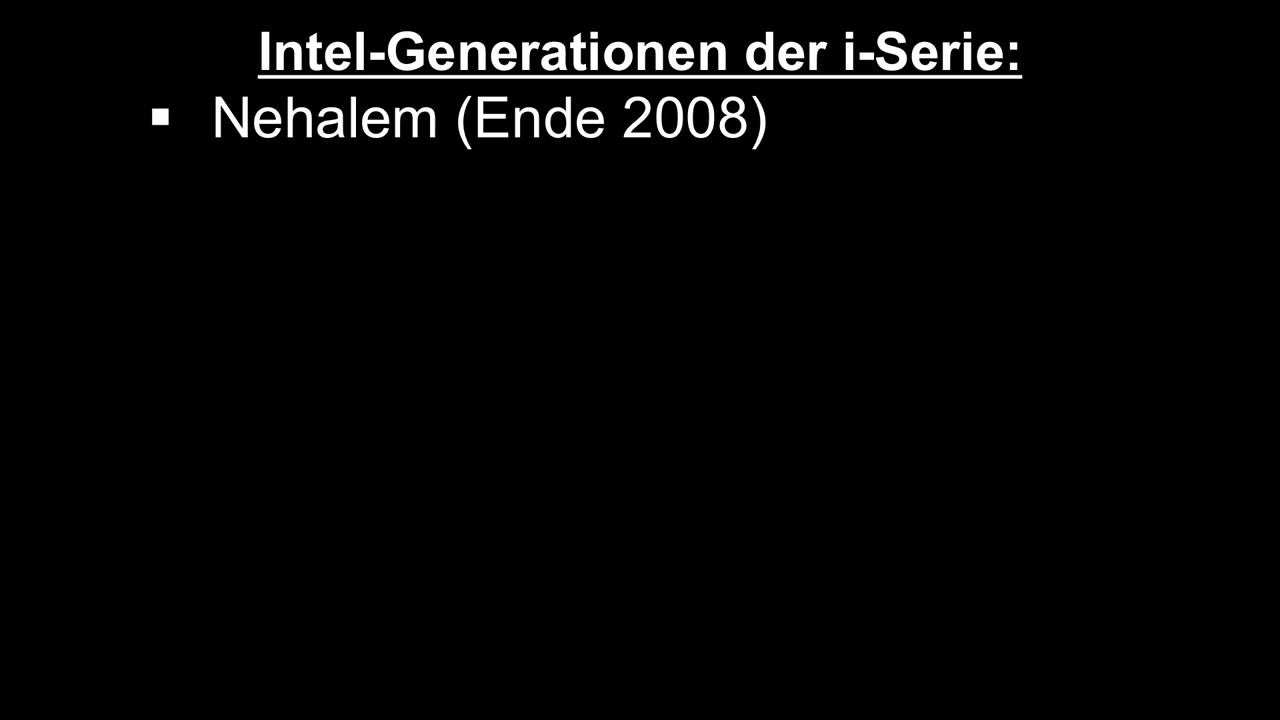 Intel-Generationen der i-Serie:
▪ Nehalem (Ende 2008)